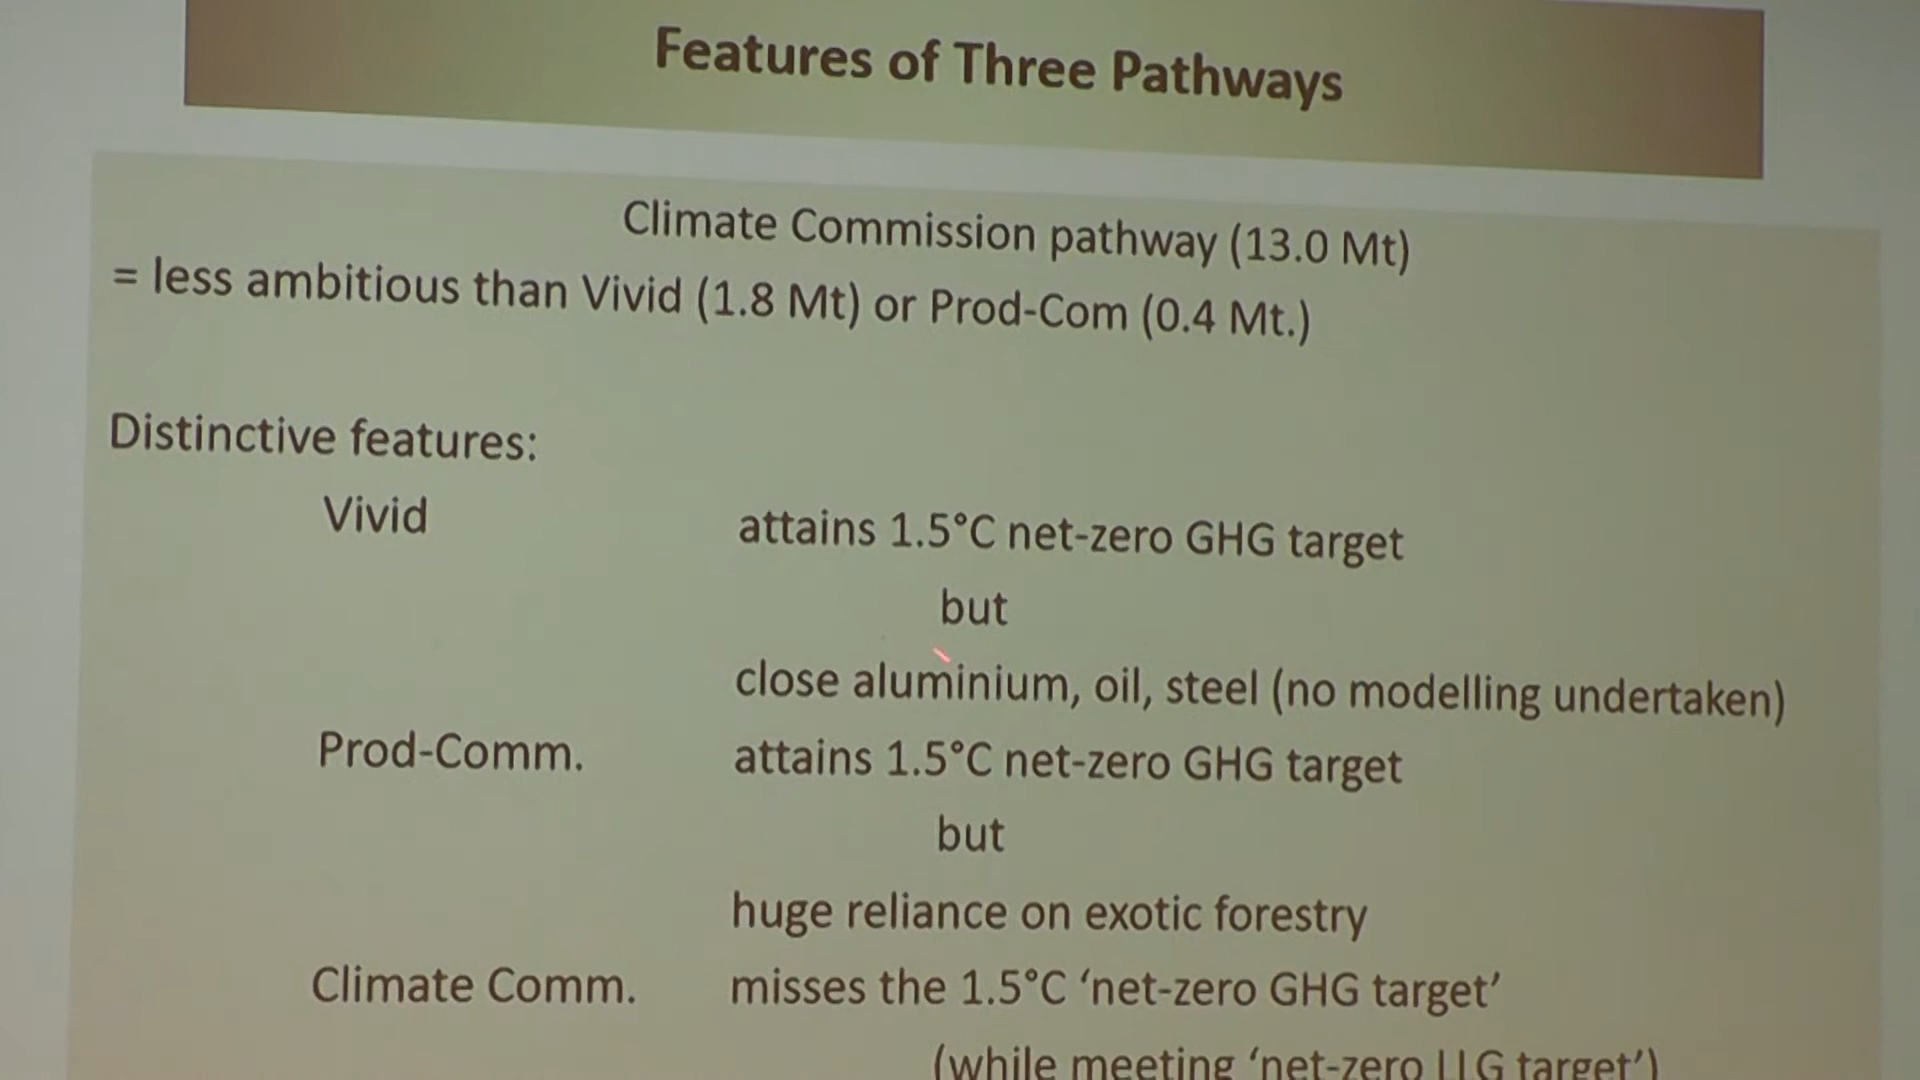 Features of Three Pathways
Climate Commission pathway (13.0 Mt)
= less ambitious than Vivid (1.8 Mt) or Prod-Com (0.4 Mt.)
Distinctive features:
Vivid attains 1.5°C net-zero GHG target
but
close aluminium, oil, steel (no modelling undertaken)
Prod-Comm. attains 1.5°C net-zero GHG target
but
huge reliance on exotic forestry
Climate Comm. misses the 1.5°C ‘net-zero GHG target’
(while meeting ‘net-zero LLG target’)